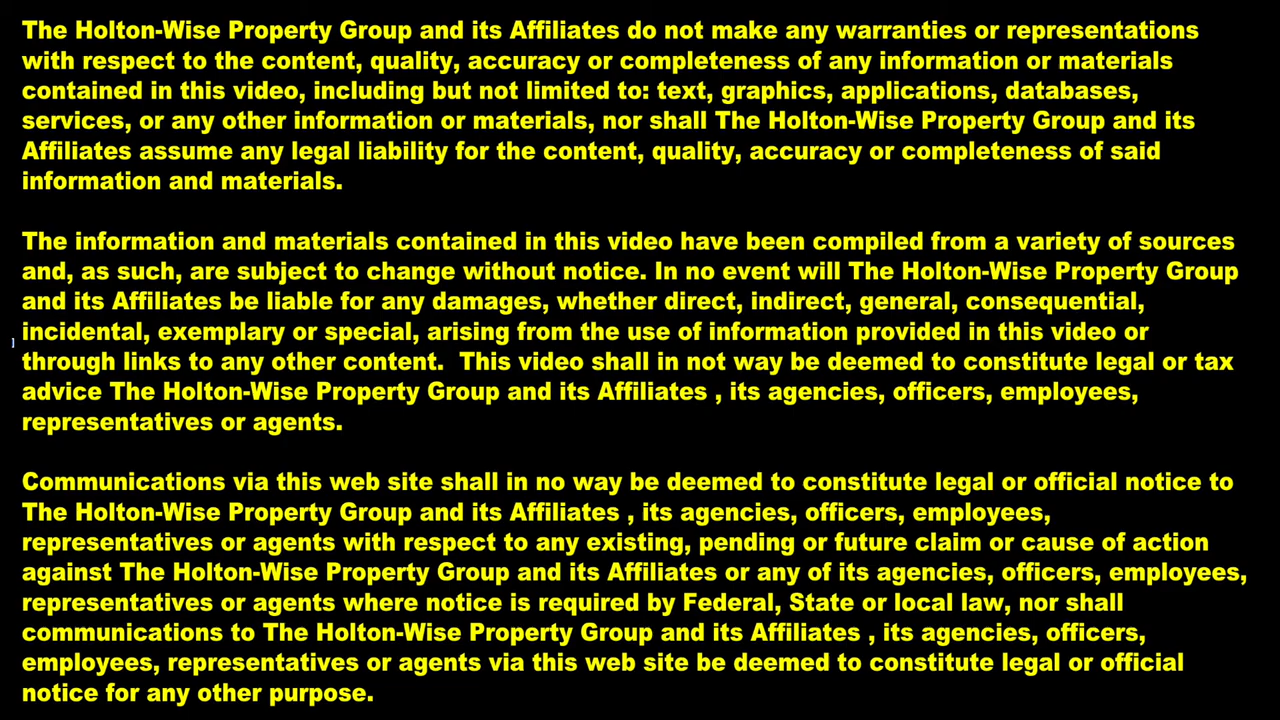 The Holton-Wise Property Group and its Affiliates do not make any warranties or representations
with respect to the content, quality, accuracy or completeness of any information or materials
contained in this video, including but not limited to: text, graphics, applications, databases,
services, or any other information or materials, nor shall The Holton-Wise Property Group and its
Affiliates assume any legal liability for the content, quality, accuracy or completeness of said
information and materials.
The information and materials contained in this video have been compiled from a variety of sources
and, as such, are subject to change without notice. In no event will The Holton-Wise Property Group
and its Affiliates be liable for any damages, whether direct, indirect, general, consequential,
incidental, exemplary or special, arising from the use of information provided in this video or
through links to any other content.  This video shall in not way be deemed to constitute legal or tax
advice The Holton-Wise Property Group and its Affiliates , its agencies, officers, employees,
representatives or agents.
Communications via this web site shall in no way be deemed to constitute legal or official notice to
The Holton-Wise Property Group and its Affiliates , its agencies, officers, employees,
representatives or agents with respect to any existing, pending or future claim or cause of action
against The Holton-Wise Property Group and its Affiliates or any of its agencies, officers, employees,
representatives or agents where notice is required by Federal, State or local law, nor shall
communications to The Holton-Wise Property Group and its Affiliates , its agencies, officers,
employees, representatives or agents via this web site be deemed to constitute legal or official
notice for any other purpose.